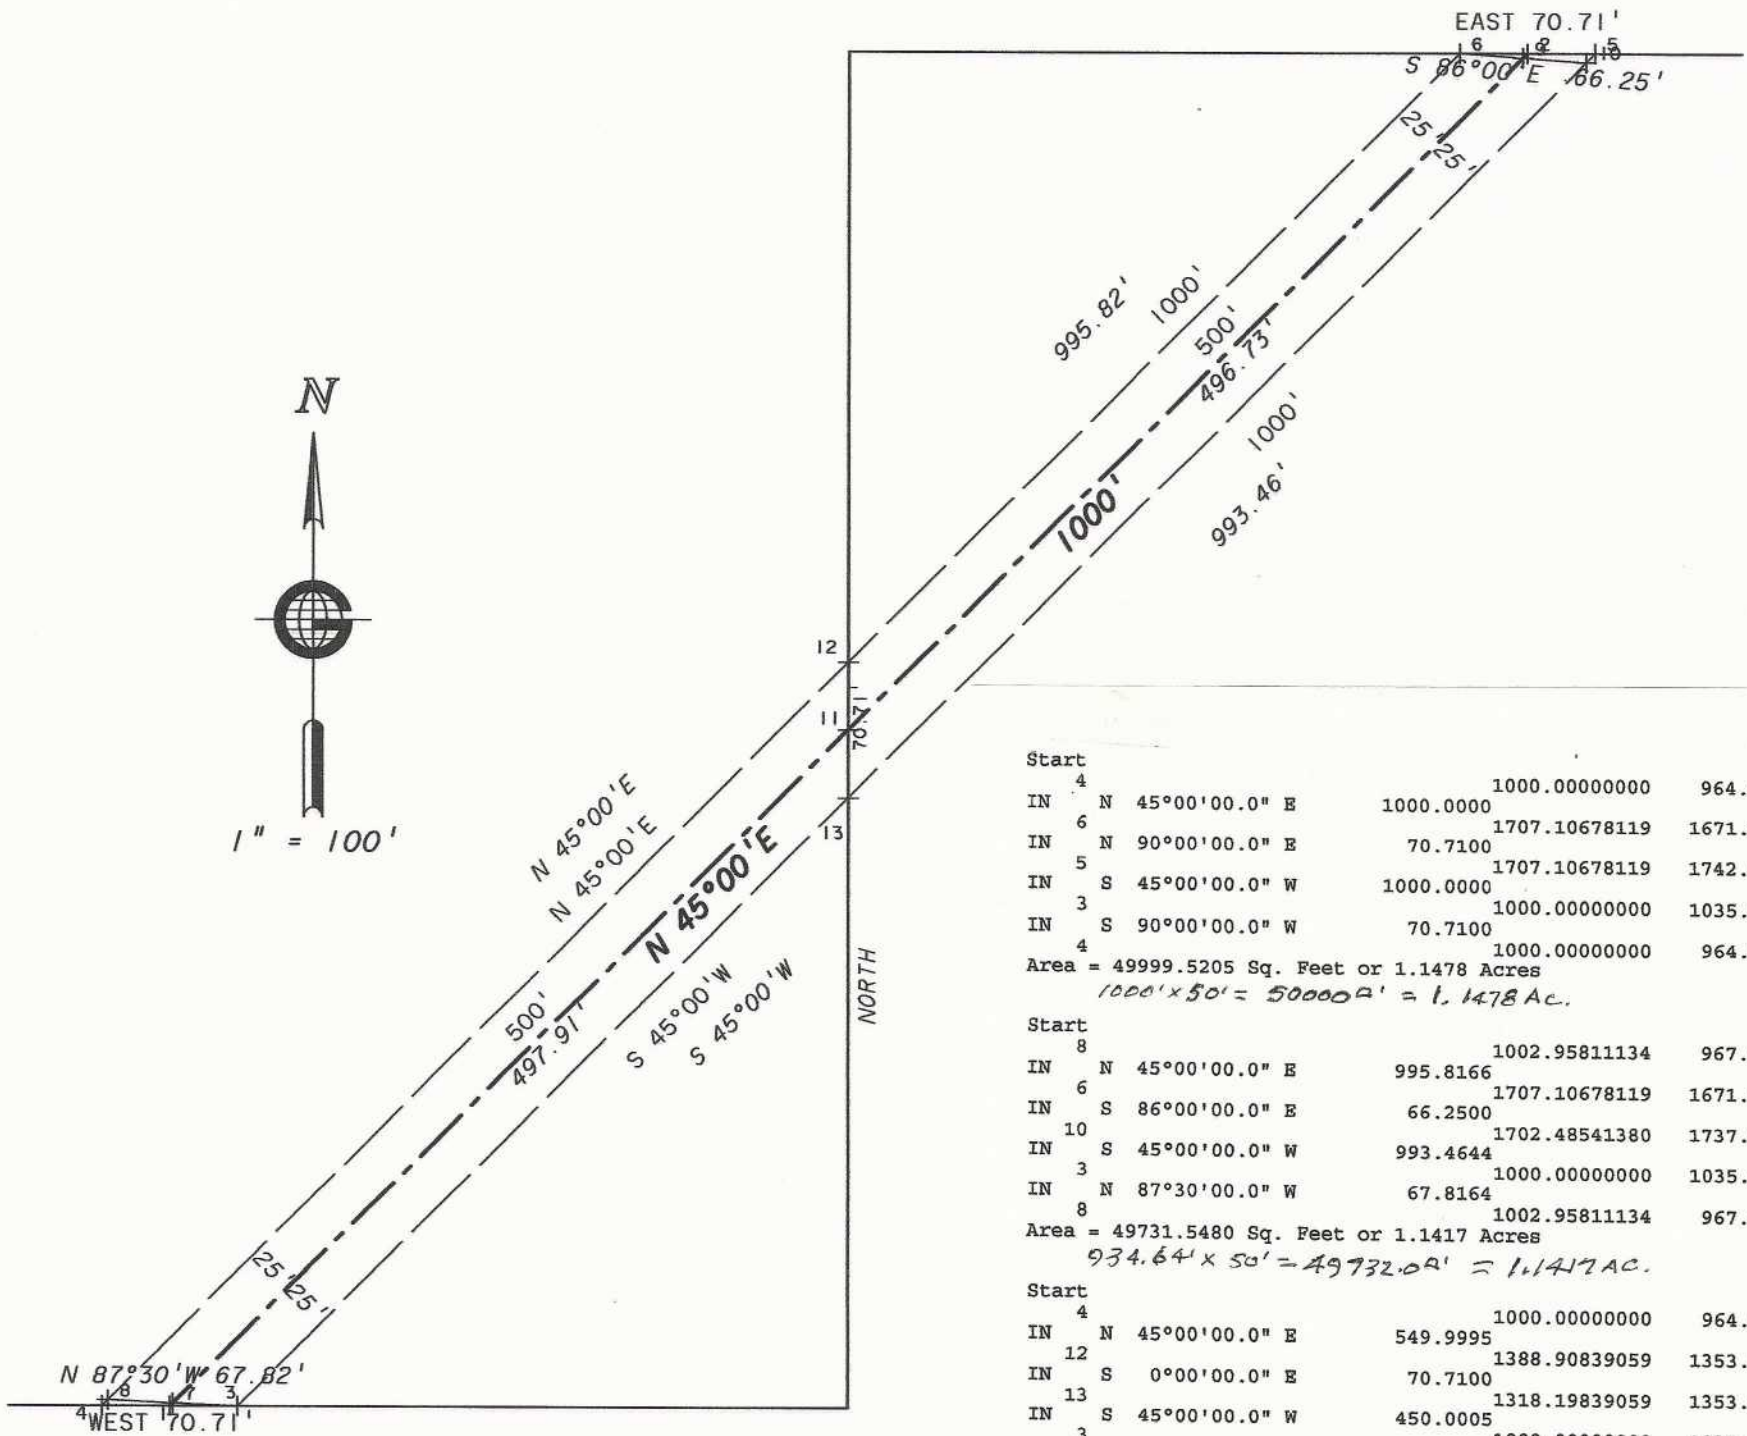 EAST 70.71'
6
2
5
10
S 86°00' E 66.25'
25' 25'
995.82'
1000'
500'
496.73'
1000'
993.46'
1000'
N
1" = 100'
12
11
70.71
13
N 45°00'E
N 45°00'E
N 45°00'E
S 45°00'W
S 45°00'W
500'
497.91'
NORTH
25' 25'
N 87°30'W 67.82'
8
7
3
4
1
WEST 70.71'
Start
4 1000.00000000 964.
IN N 45°00'00.0" E 1000.0000
6 1707.10678119 1671.
IN N 90°00'00.0" E 70.7100
5 1707.10678119 1742.
IN S 45°00'00.0" W 1000.0000
3 1000.00000000 1035.
IN S 90°00'00.0" W 70.7100
4 1000.00000000 964.
Area = 49999.5205 Sq. Feet or 1.1478 Acres
1000' x 50' = 50000□' = 1.1478 Ac.
Start
8 1002.95811134 967.
IN N 45°00'00.0" E 995.8166
6 1707.10678119 1671.
IN S 86°00'00.0" E 66.2500
10 1702.48541380 1737.
IN S 45°00'00.0" W 993.4644
3 1000.00000000 1035.
IN N 87°30'00.0" W 67.8164
8 1002.95811134 967.
Area = 49731.5480 Sq. Feet or 1.1417 Acres
934.64' x 50' = 49732.0□' = 1.1417 AC.
Start
4 1000.00000000 964.
IN N 45°00'00.0" E 549.9995
12 1388.90839059 1353.
IN S 0°00'00.0" E 70.7100
13 1318.19839059 1353.
IN S 45°00'00.0" W 450.0005
3